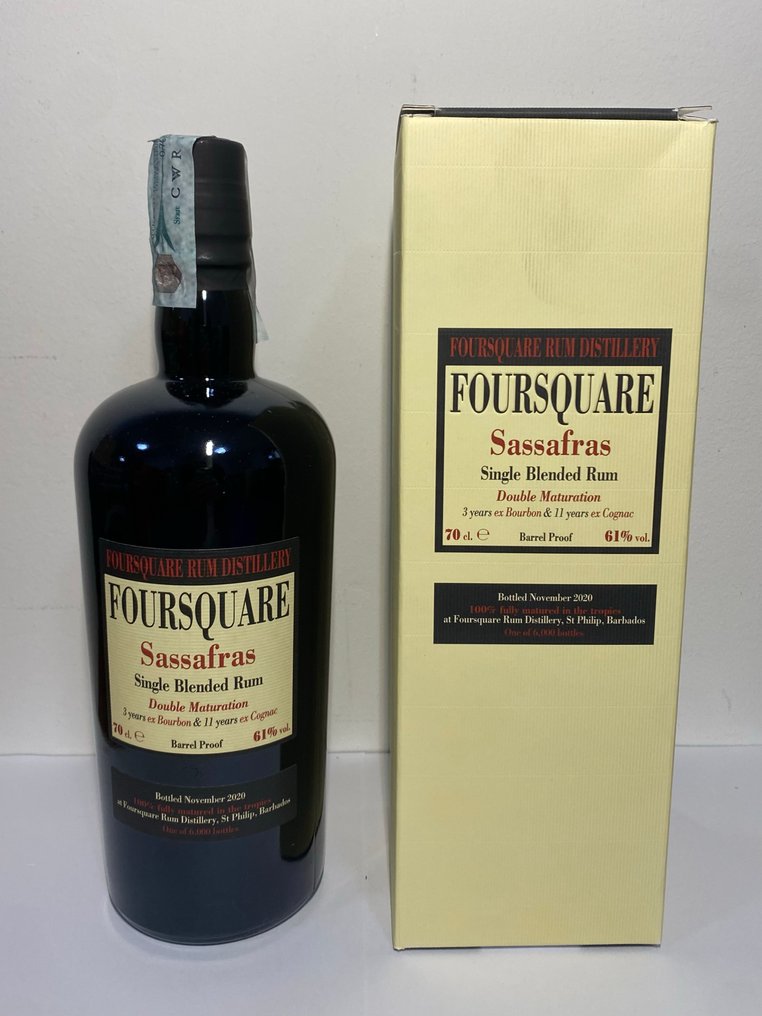 C W R
FOURSQUARE RUM DISTILLERY
FOURSQUARE
Sassafras
Single Blended Rum
Double Maturation
3 years ex Bourbon & 11 years ex Cognac
70 cl. ℮ Barrel Proof 61% vol.
Bottled November 2020
100% fully matured in the tropics
at Foursquare Rum Distillery, St Philip, Barbados
One of 6,000 bottles
FOURSQUARE RUM DISTILLERY
FOURSQUARE
Sassafras
Single Blended Rum
Double Maturation
3 years ex Bourbon & 11 years ex Cognac
70 cl. ℮ Barrel Proof 61% vol.
Bottled November 2020
100% fully matured in the tropics
at Foursquare Rum Distillery, St Philip, Barbados
One of 6,000 bottles